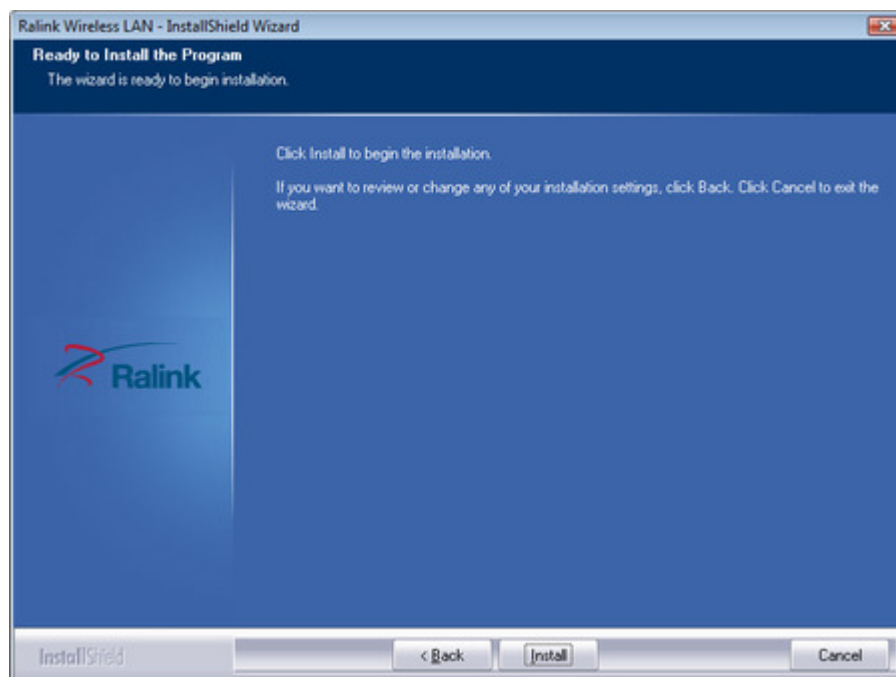 Ralink Wireless LAN - InstallShield Wizard
Ready to Install the Program
The wizard is ready to begin installation.
Click Install to begin the installation.
If you want to review or change any of your installation settings, click Back. Click Cancel to exit the
wizard.
Ralink
InstallShield
< Back
Install
Cancel